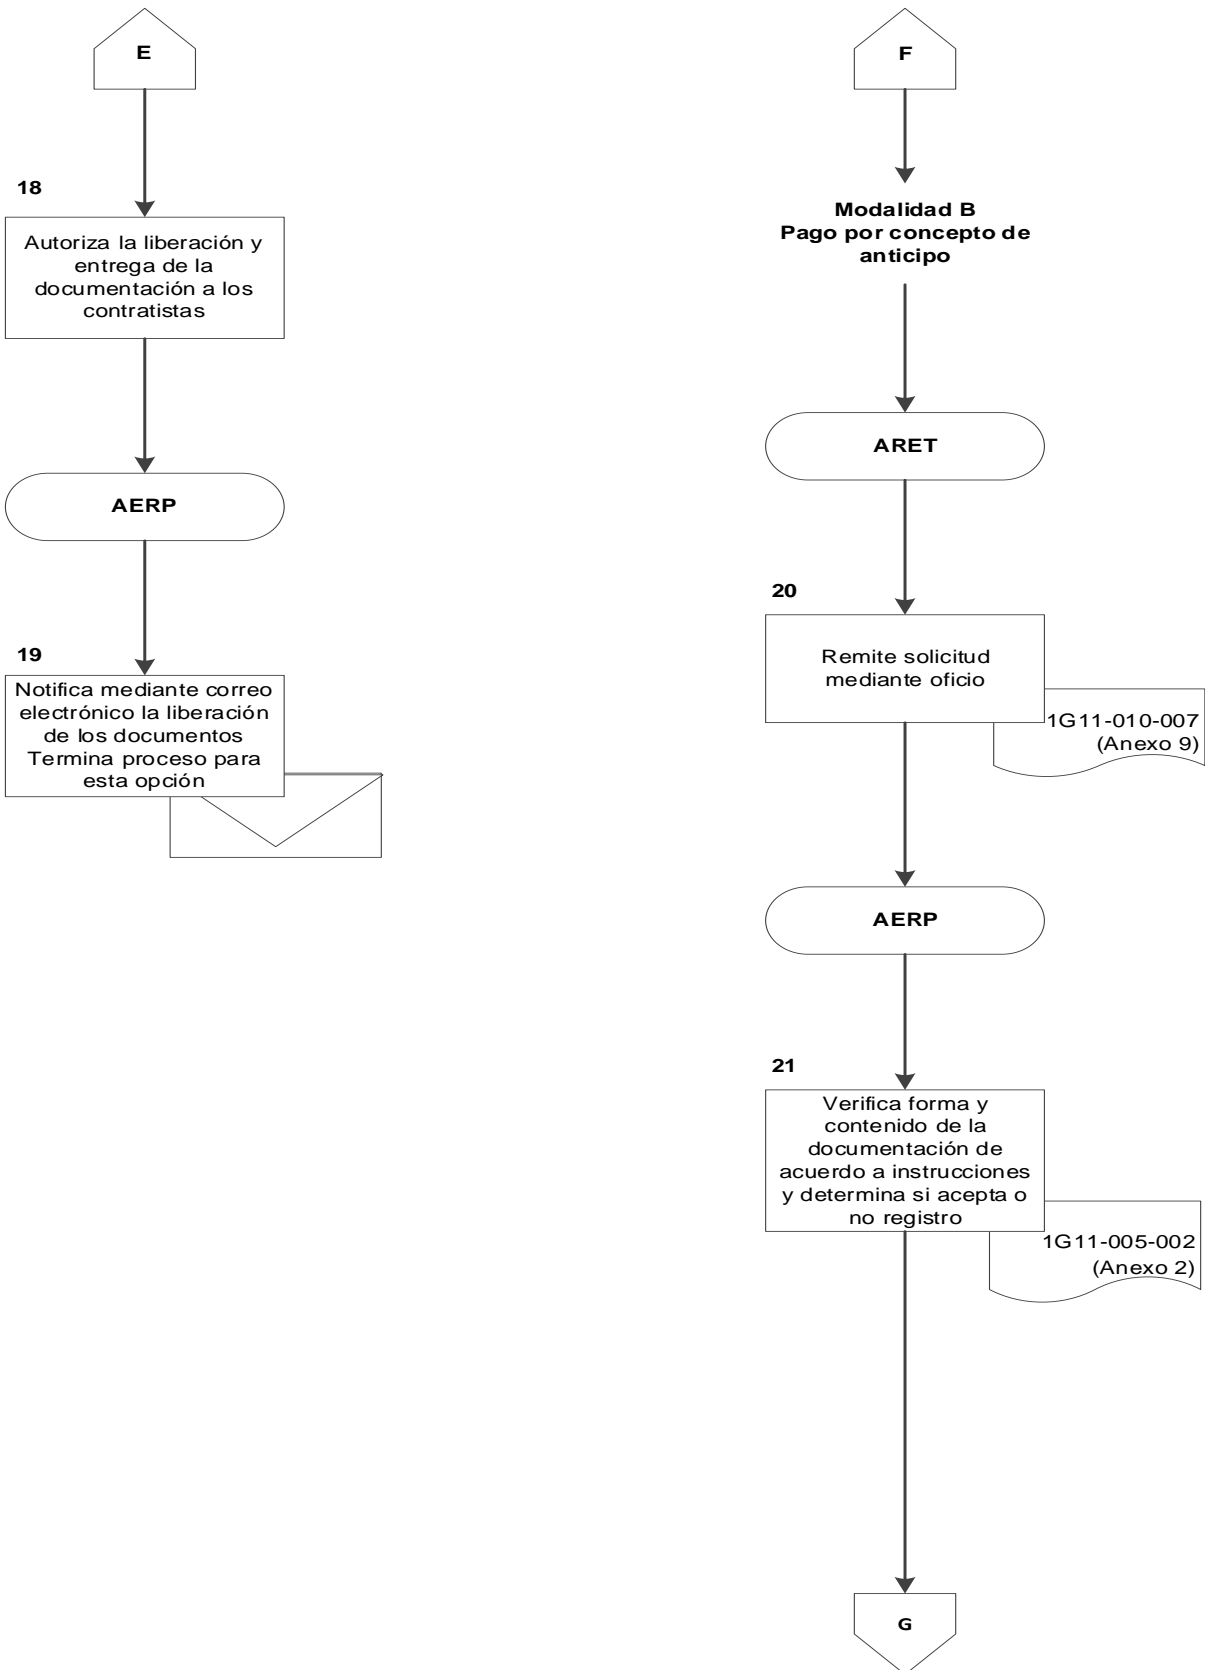 E
18
Autoriza la liberación y
entrega de la
documentación a los
contratistas
AERP
19
Notifica mediante correo
electrónico la liberación
de los documentos
Termina proceso para
esta opción
F
Modalidad B
Pago por concepto de
anticipo
ARET
20
Remite solicitud
mediante oficio
1G11-010-007
(Anexo 9)
AERP
21
Verifica forma y
contenido de la
documentación de
acuerdo a instrucciones
y determina si acepta o
no registro
1G11-005-002
(Anexo 2)
G